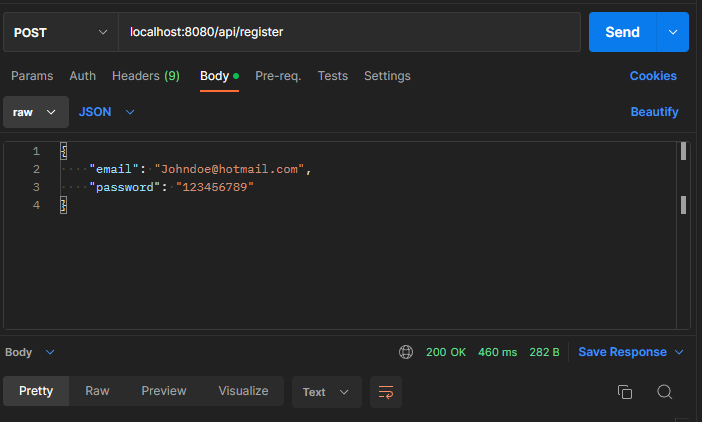 POST localhost:8080/api/register Send
Params Auth Headers (9) Body Pre-req. Tests Settings Cookies
raw JSON Beautify
1 {
2 "email": "Johndoe@hotmail.com",
3 "password": "123456789"
4 }
Body 200 OK 460 ms 282 B Save Response
Pretty Raw Preview Visualize Text